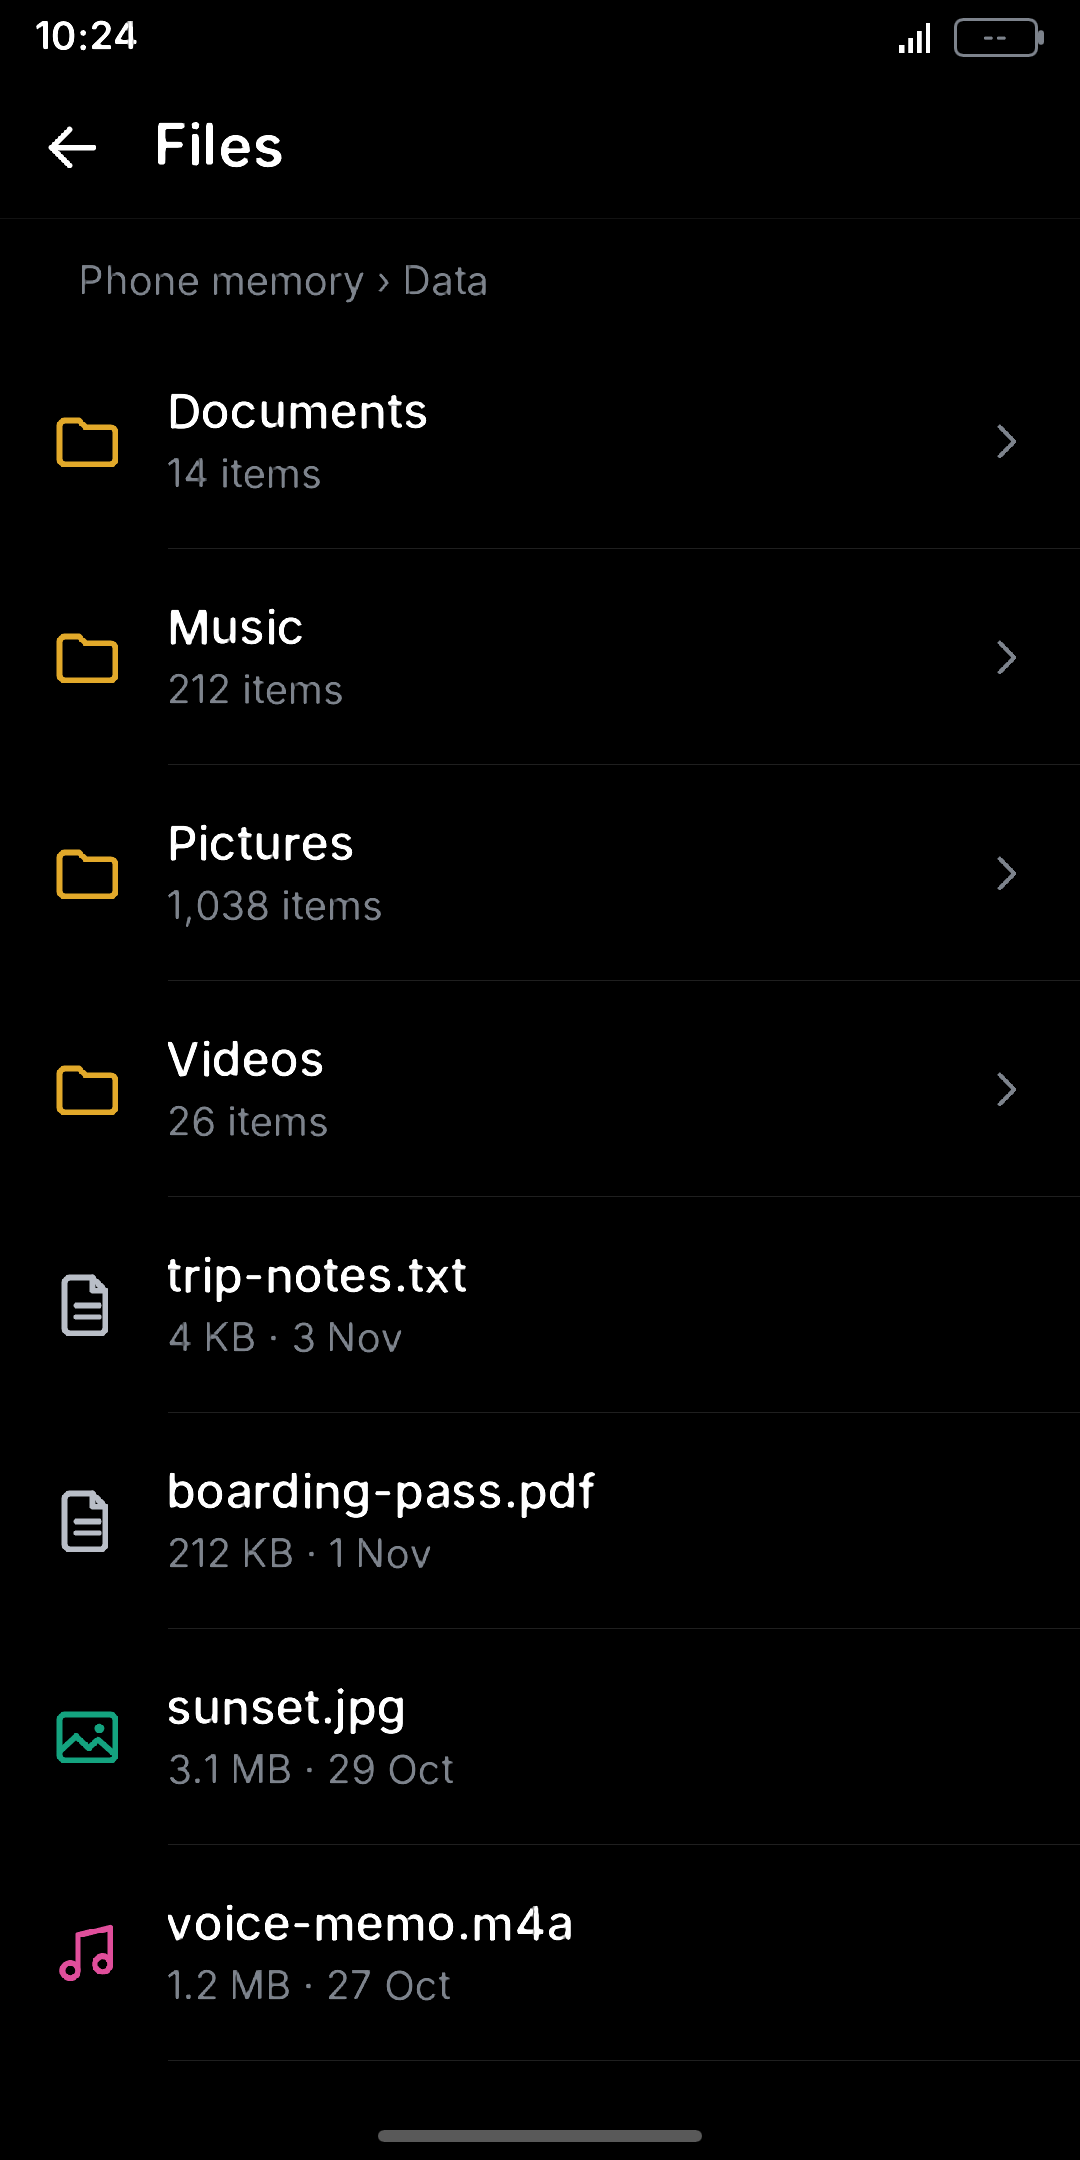 10:24
--
Files
Phone memory › Data
Documents
14 items
Music
212 items
Pictures
1,038 items
Videos
26 items
trip-notes.txt
4 KB · 3 Nov
boarding-pass.pdf
212 KB · 1 Nov
sunset.jpg
3.1 MB · 29 Oct
voice-memo.m4a
1.2 MB · 27 Oct